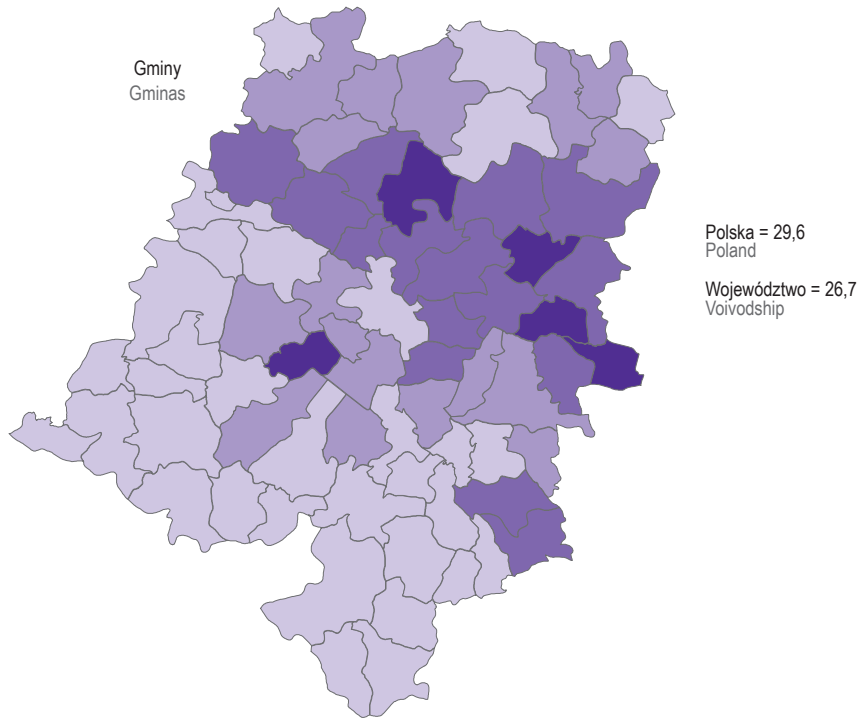 Gminy
Gminas
Polska = 29,6
Poland
Województwo = 26,7
Voivodship